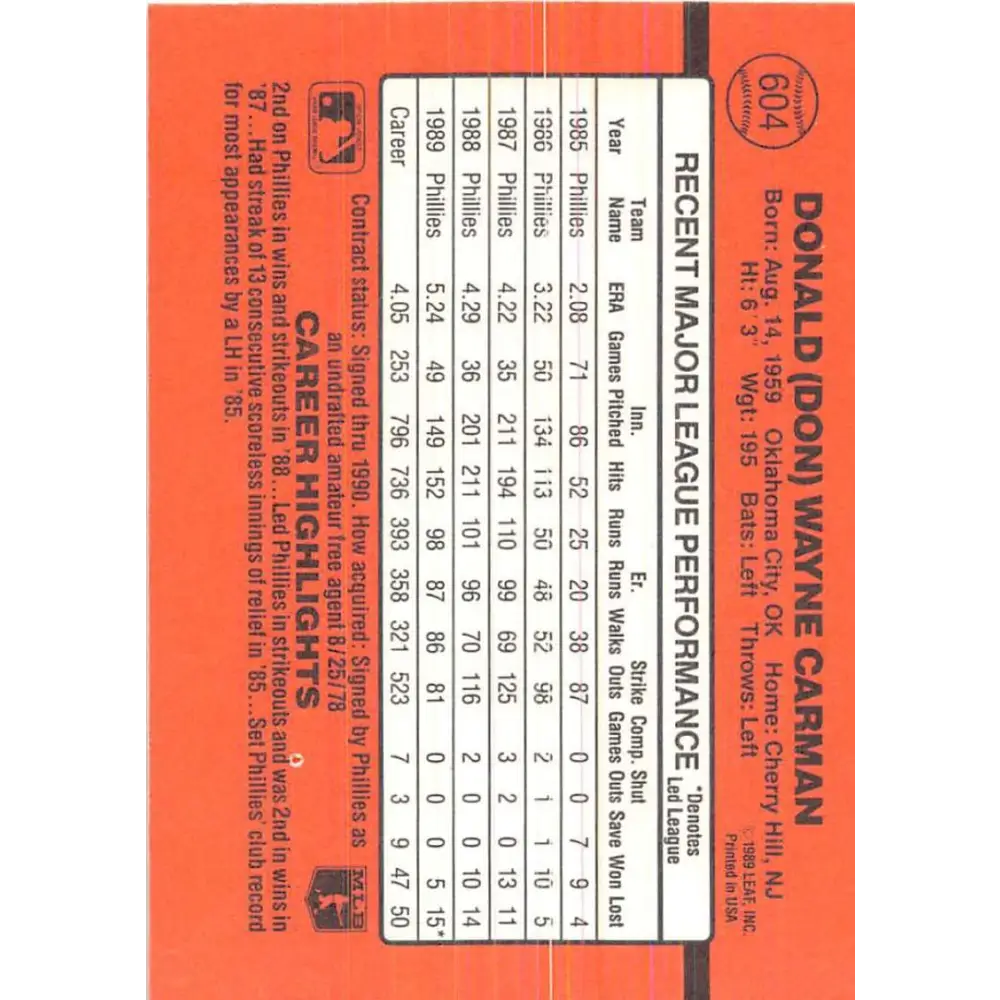 604
DONALD (DON) WAYNE CARMAN
Born: Aug. 14, 1959 Oklahoma City, OK Home: Cherry Hill, NJ
Ht: 6' 3" Wgt: 195 Bats: Left Throws: Left
© 1989 LEAF, INC.
Printed in USA
RECENT MAJOR LEAGUE PERFORMANCE
*Denotes
Led League
Team Inn. Er. Strike Comp. Shut
Year Name ERA Games Pitched Hits Runs Runs Walks Outs Games Outs Save Won Lost
1985 Phillies 2.08 71 86 52 25 20 38 87 0 0 7 9 4
1986 Phillies 3.22 50 134 113 50 48 52 98 2 1 1 10 5
1987 Phillies 4.22 35 211 194 110 99 69 125 3 2 0 13 11
1988 Phillies 4.29 36 201 211 101 96 70 116 2 0 0 10 14
1989 Phillies 5.24 49 149 152 98 87 86 81 0 0 0 5 15*
Career 4.05 253 796 736 393 358 321 523 7 3 9 47 50
Contract status: Signed thru 1990. How acquired: Signed by Phillies as
an undrafted amateur free agent 8/25/78
MLB
CAREER HIGHLIGHTS
2nd on Phillies in wins and strikeouts in '88...Led Phillies in strikeouts and was 2nd in wins in
'87...Had streak of 13 consecutive scoreless innings of relief in '85...Set Phillies' club record
for most appearances by a LH in '85.